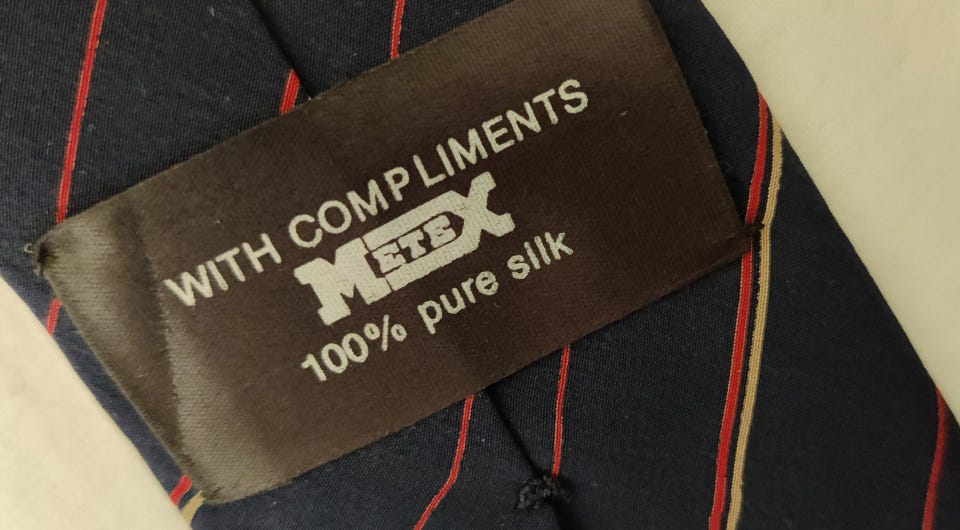 WITH COMPLIMENTS
METEX
100% pure silk